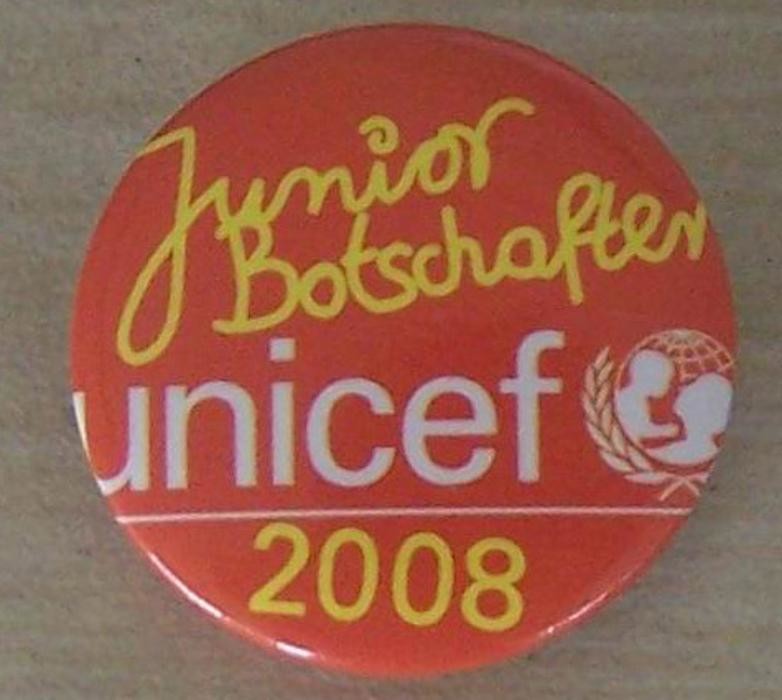 Junior
Botschafter
unicef
2008